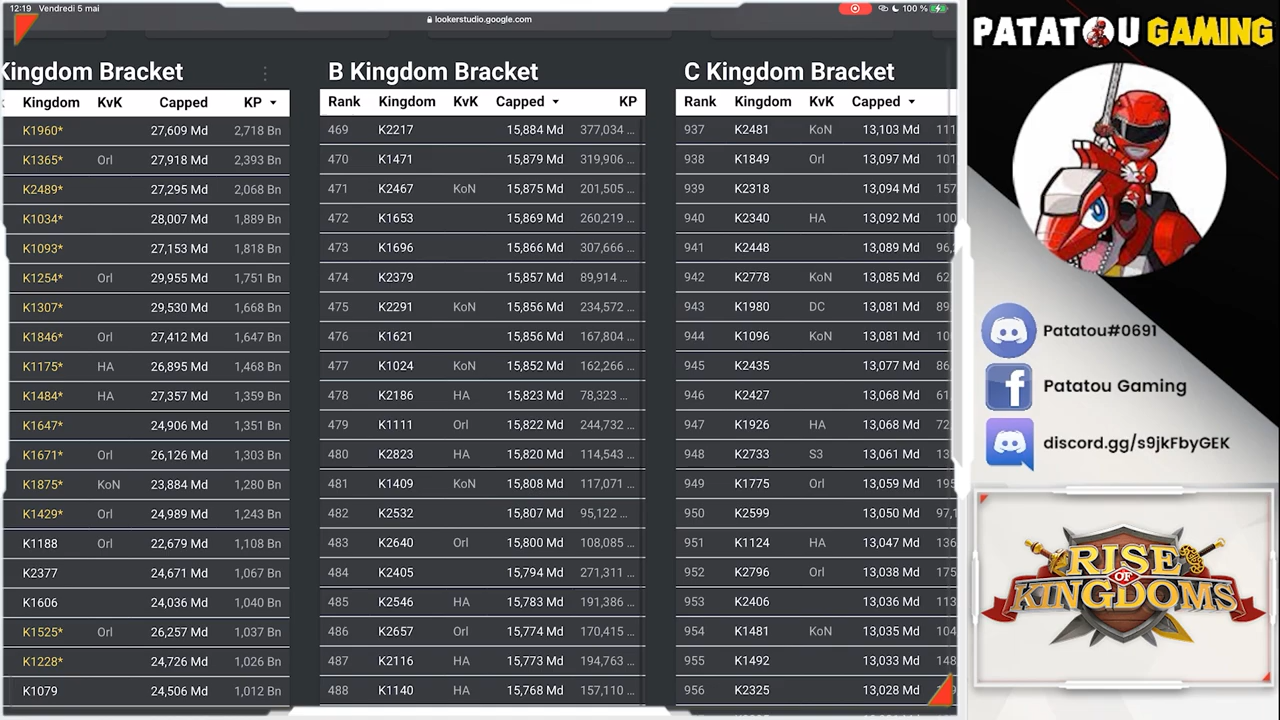 12:19 Vendredi 5 mai
lookerstudio.google.com
100 %
Kingdom Bracket
Kingdom KvK Capped KP
K1960* 27,609 Md 2,718 Bn
K1365* Orl 27,918 Md 2,393 Bn
K2489* 27,295 Md 2,068 Bn
K1034* 28,007 Md 1,889 Bn
K1093* 27,153 Md 1,818 Bn
K1254* Orl 29,955 Md 1,751 Bn
K1307* 29,530 Md 1,668 Bn
K1846* Orl 27,412 Md 1,647 Bn
K1175* HA 26,895 Md 1,468 Bn
K1484* HA 27,357 Md 1,359 Bn
K1647* 24,906 Md 1,351 Bn
K1671* Orl 26,126 Md 1,303 Bn
K1875* KoN 23,884 Md 1,280 Bn
K1429* Orl 24,989 Md 1,243 Bn
K1188 Orl 22,679 Md 1,108 Bn
K2377 24,671 Md 1,067 Bn
K1606 24,036 Md 1,040 Bn
K1525* Orl 26,257 Md 1,037 Bn
K1228* 24,726 Md 1,026 Bn
K1079 24,506 Md 1,012 Bn
B Kingdom Bracket
Rank Kingdom KvK Capped KP
469 K2217 15,884 Md 377,034 ...
470 K1471 15,879 Md 319,906 ...
471 K2467 KoN 15,875 Md 201,505 ...
472 K1653 15,869 Md 260,219 ...
473 K1696 15,866 Md 307,666 ...
474 K2379 15,857 Md 89,914 ...
475 K2291 KoN 15,856 Md 234,572 ...
476 K1621 15,856 Md 167,804 ...
477 K1024 KoN 15,852 Md 162,266 ...
478 K2186 HA 15,823 Md 78,323 ...
479 K1111 Orl 15,822 Md 244,732 ...
480 K2823 HA 15,820 Md 114,543 ...
481 K1409 KoN 15,808 Md 117,071 ...
482 K2532 15,807 Md 95,122 ...
483 K2640 Orl 15,800 Md 108,085 ...
484 K2405 15,794 Md 271,311 ...
485 K2546 HA 15,783 Md 191,386 ...
486 K2657 Orl 15,774 Md 170,415 ...
487 K2116 HA 15,773 Md 194,763 ...
488 K1140 HA 15,768 Md 157,110 ...
C Kingdom Bracket
Rank Kingdom KvK Capped
937 K2481 KoN 13,103 Md 111
938 K1849 Orl 13,097 Md 101
939 K2318 13,094 Md 157
940 K2340 HA 13,092 Md 100
941 K2448 13,089 Md 96,
942 K2778 KoN 13,085 Md 62
943 K1980 DC 13,081 Md 89,
944 K1096 KoN 13,081 Md 10
945 K2435 13,077 Md 86
946 K2427 13,068 Md 61,
947 K1926 HA 13,068 Md 72,
948 K2733 S3 13,061 Md 13
949 K1775 Orl 13,059 Md 195
950 K2599 13,050 Md 97,1
951 K1124 HA 13,047 Md 136
952 K2796 Orl 13,038 Md 175
953 K2406 13,036 Md 113
954 K1481 KoN 13,035 Md 104
955 K1492 13,033 Md 148
956 K2325 13,028 Md
PATATOU GAMING
Patatou#0691
Patatou Gaming
discord.gg/s9jkFbyGEK
RISE
OF
KINGDOMS